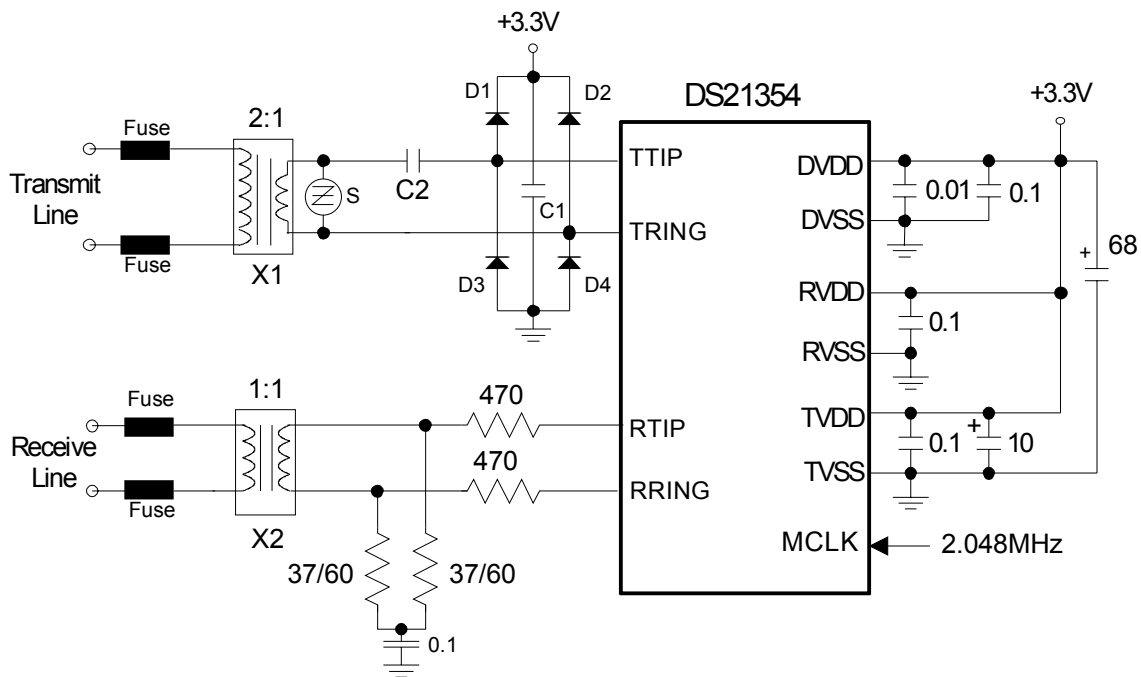 +3.3V
D1
D2
DS21354
+3.3V
Fuse
2:1
TTIP
DVDD
C2
S
0.01
0.1
Transmit
Line
C1
TRING
DVSS
Fuse
X1
D3
D4
+
68
RVDD
0.1
RVSS
Fuse
1:1
470
RTIP
TVDD
Receive
Line
470
+
0.1
10
RRING
TVSS
Fuse
X2
MCLK
2.048MHz
37/60
37/60
0.1